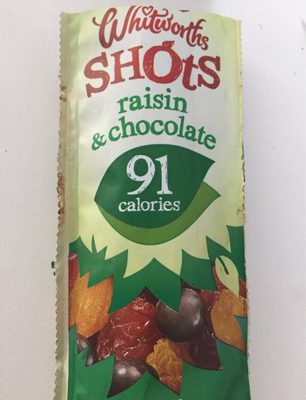 Whitworths
SHOTS
raisin
& chocolate
91
calories